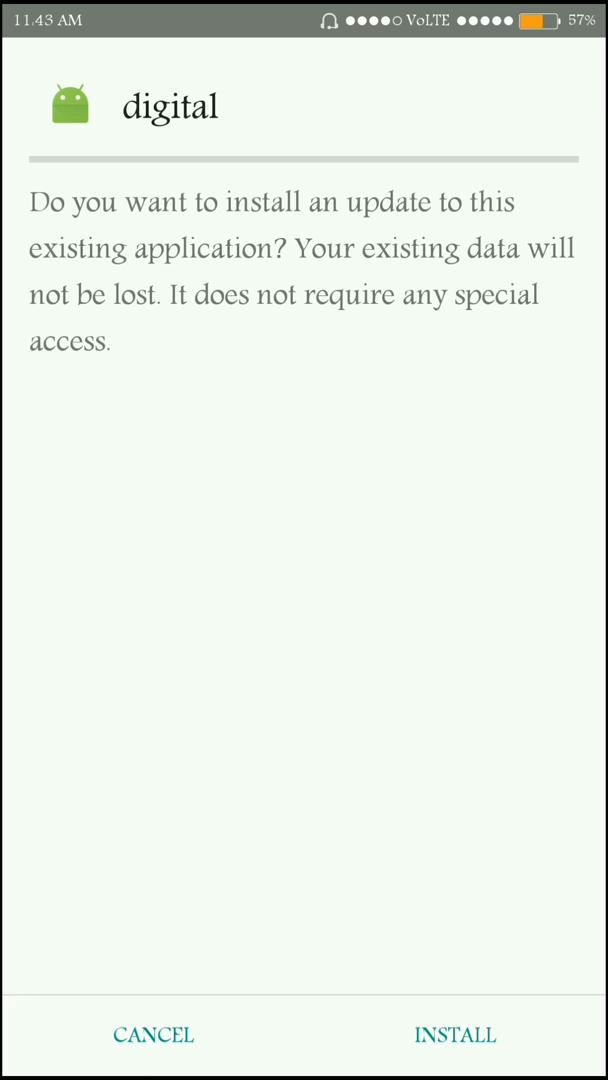 11.43 AM VoLTE 57%
digital
Do you want to install an update to this
existing application? Your existing data will
not be lost. It does not require any special
access.
CANCEL INSTALL